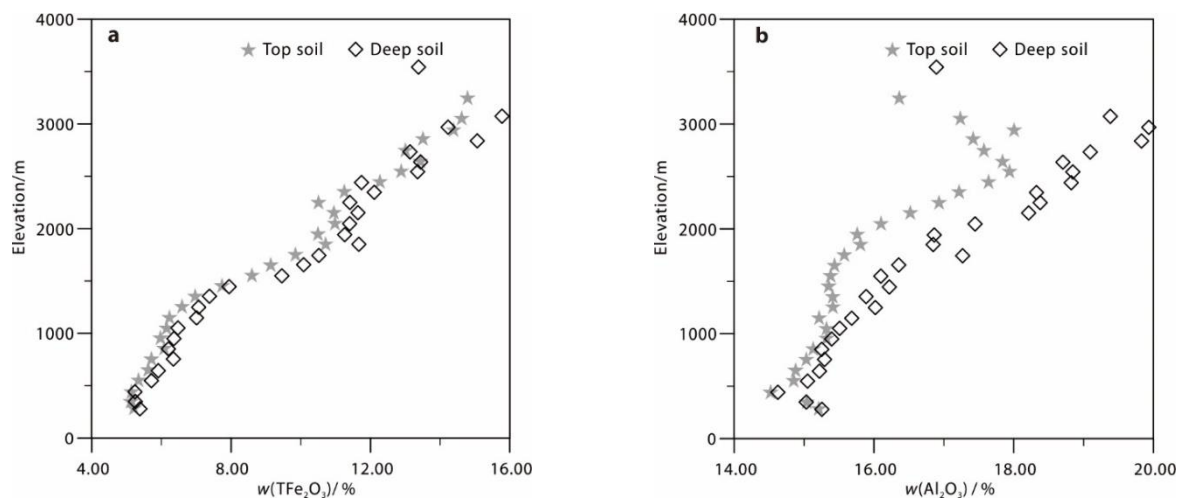 a
Top soil
Deep soil
Elevation/m
4000
3000
2000
1000
0
4.00
8.00
12.00
16.00
w(TFe₂O₃)/ %
b
Top soil
Deep soil
Elevation/m
4000
3000
2000
1000
0
14.00
16.00
18.00
20.00
w(Al₂O₃)/ %